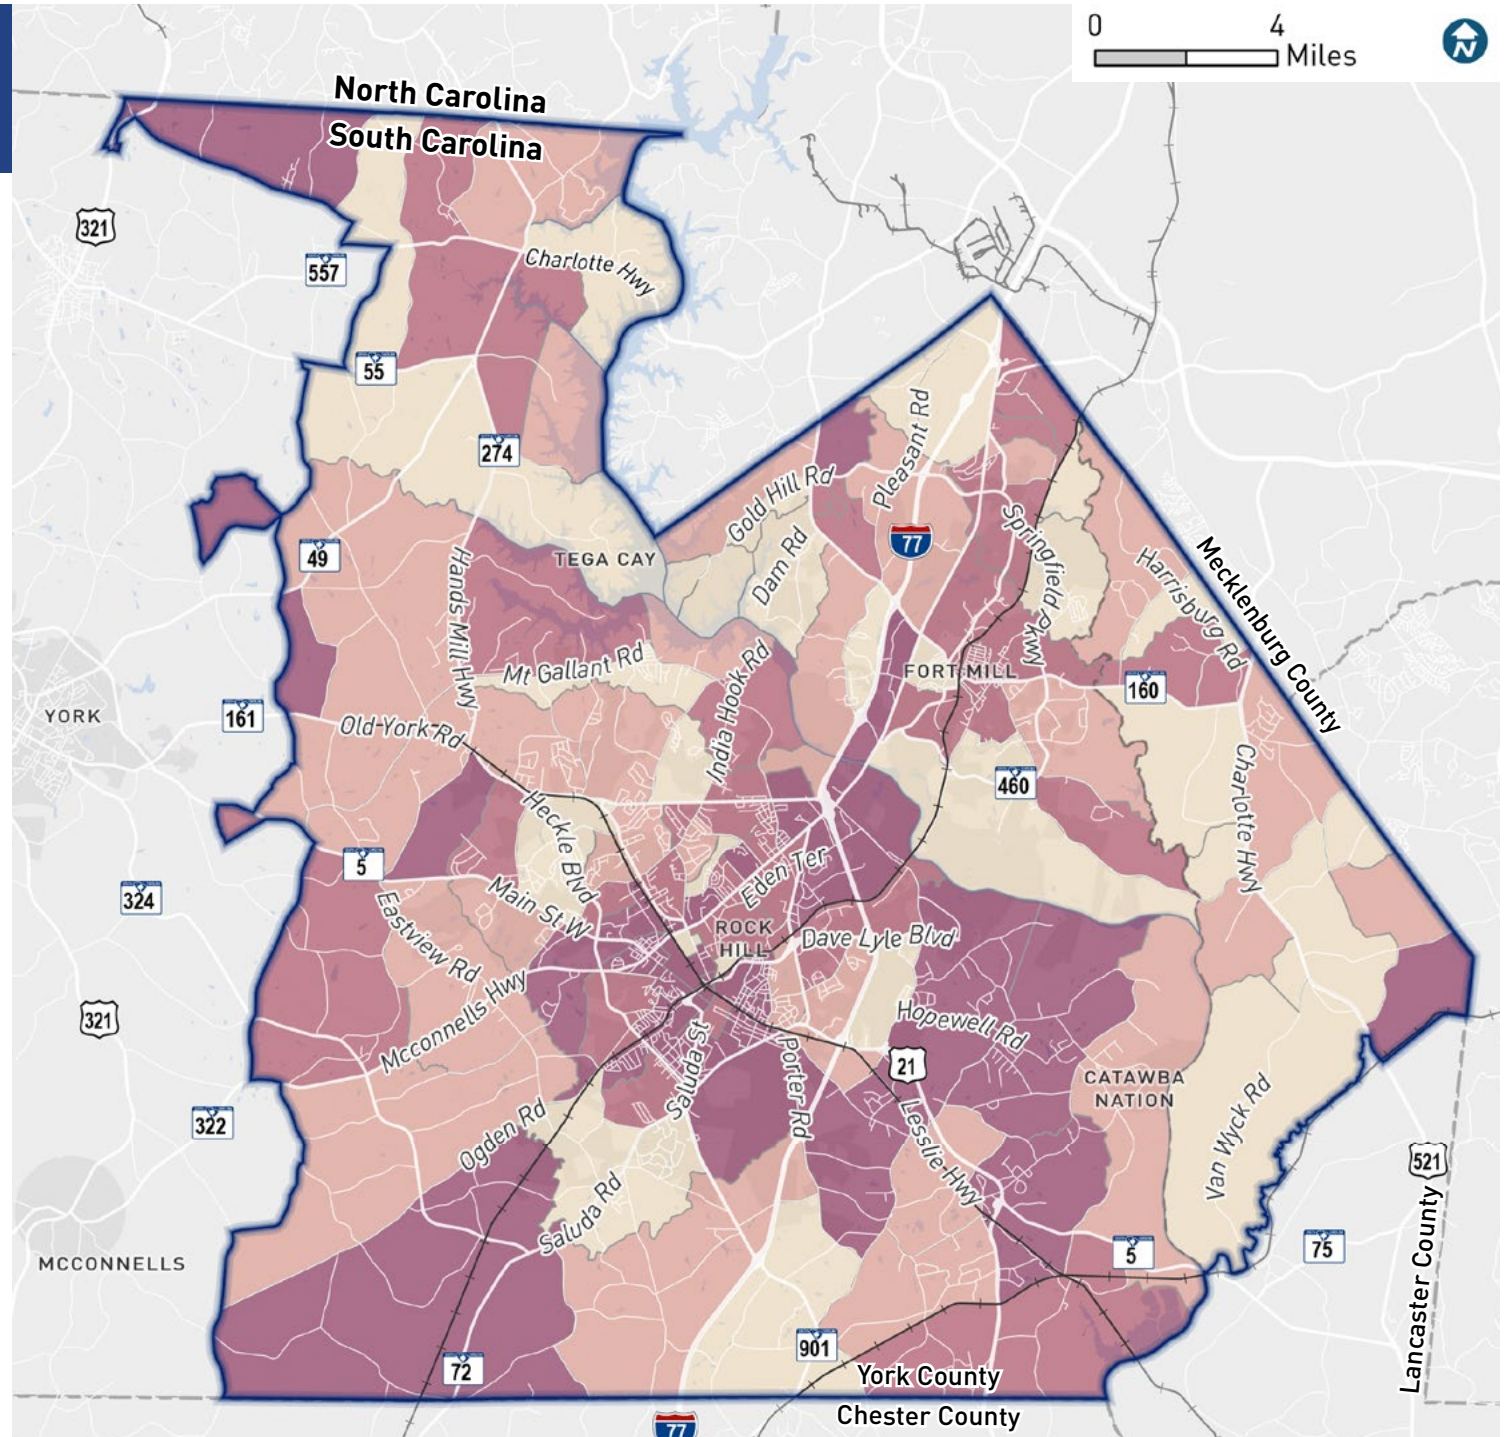 0 4
Miles
N
North Carolina
South Carolina
321
557
Charlotte Hwy
55
274
Pleasant Rd
Gold Hill Rd
77
Springfield Pkwy
49
TEGA CAY
Dam Rd
Harrisburg Rd
Mecklenburg County
Hands Mill Hwy
Mt Gallant Rd
India Hook Rd
FORT MILL
160
YORK
161
Old York Rd
460
Charlotte Hwy
Heckle Blvd
5
324
Main St W
Eden Ter
Eastview Rd
ROCK
HILL
Dave Lyle Blvd
Mcconnells Hwy
321
Hopewell Rd
Saluda St
Porter Rd
21
CATAWBA
NATION
322
Ogden Rd
Lesslie Hwy
Van Wyck Rd
521
Saluda Rd
MCCONNELLS
5
75
Lancaster County
72
901
York County
Chester County
77